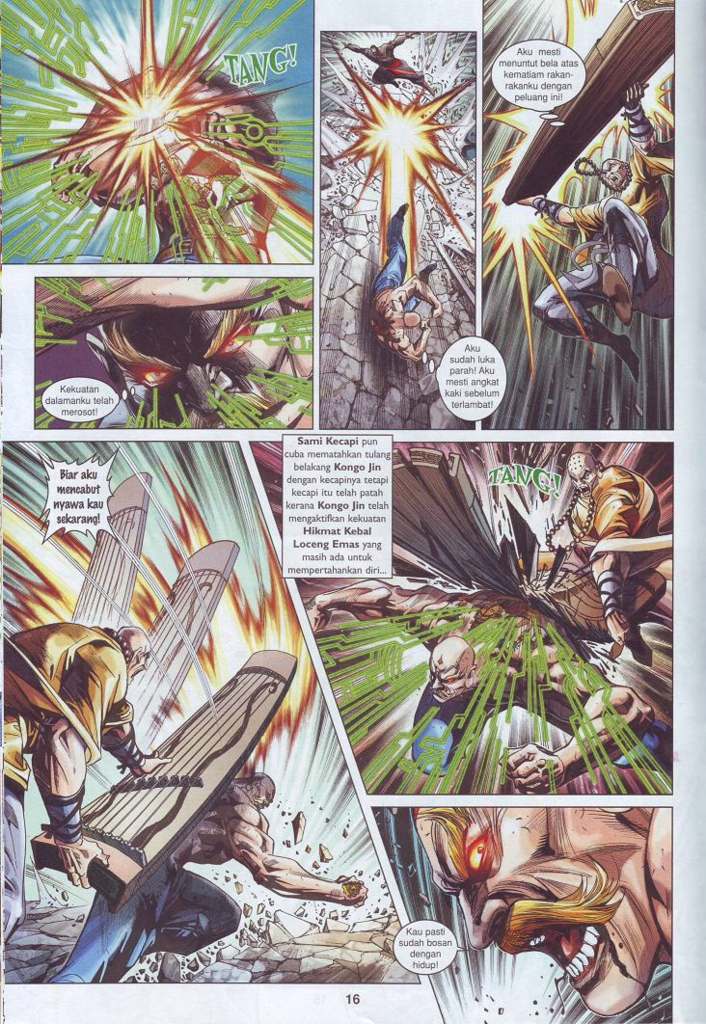 TANG!
Aku mesti
menuntut bela atas
kematiam rakan-
rakanku dengan
peluang ini!
Kekuatan
dalamanku telah
merosot!
Aku
sudah luka
parah! Aku
mesti angkat
kaki sebelum
terlambat!
Biar aku
mencabut
nyawa kau
sekarang!
Sami Kecapi pun
cuba mematahkan tulang
belakang Kongo Jin
dengan kecapinya tetapi
kecapi itu telah patah
kerana Kongo Jin telah
mengaktifkan kekuatan
Hikmat Kebal
Loceng Emas yang
masih ada untuk
mempertahankan diri...
TANG!
Kau pasti
sudah bosan
dengan
hidup!
16